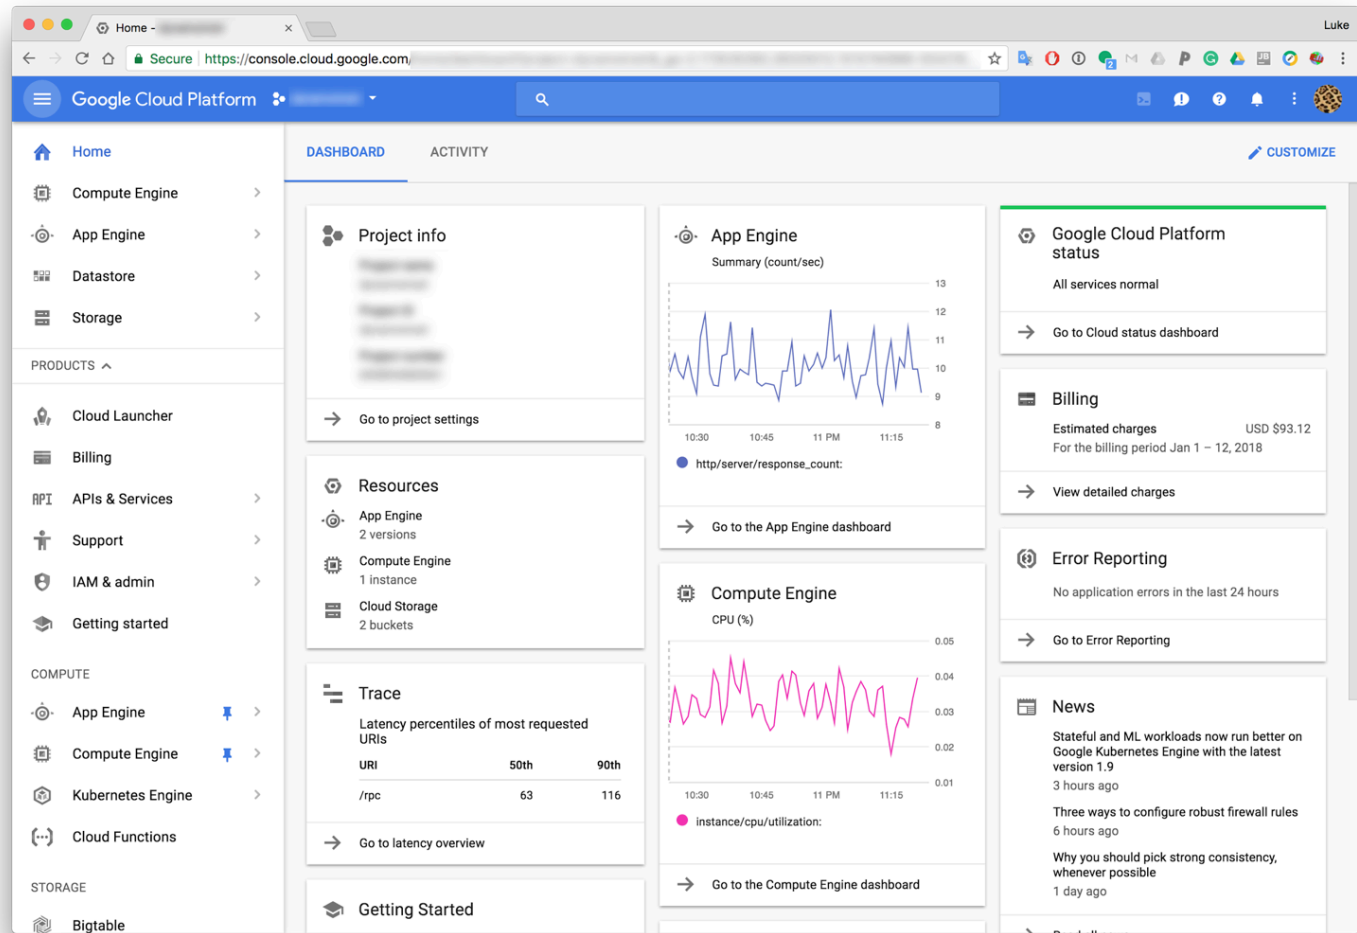 Home -
Luke
Secure
https://console.cloud.google.com/
2
Google Cloud Platform
Home
Compute Engine
App Engine
Datastore
Storage
PRODUCTS
Cloud Launcher
Billing
API APIs & Services
Support
IAM & admin
Getting started
COMPUTE
App Engine
Compute Engine
Kubernetes Engine
Cloud Functions
STORAGE
Bigtable
DASHBOARD
ACTIVITY
CUSTOMIZE
Project info
Go to project settings
Resources
App Engine
2 versions
Compute Engine
1 instance
Cloud Storage
2 buckets
Trace
Latency percentiles of most requested
URIs
URI 50th 90th
/rpc 63 116
Go to latency overview
Getting Started
App Engine
Summary (count/sec)
13
12
11
10
9
8
10:30 10:45 11 PM 11:15
http/server/response_count:
Go to the App Engine dashboard
Compute Engine
CPU (%)
0.05
0.04
0.03
0.02
0.01
10:30 10:45 11 PM 11:15
instance/cpu/utilization:
Go to the Compute Engine dashboard
Google Cloud Platform
status
All services normal
Go to Cloud status dashboard
Billing
Estimated charges USD $93.12
For the billing period Jan 1 – 12, 2018
View detailed charges
Error Reporting
No application errors in the last 24 hours
Go to Error Reporting
News
Stateful and ML workloads now run better on
Google Kubernetes Engine with the latest
version 1.9
3 hours ago
Three ways to configure robust firewall rules
6 hours ago
Why you should pick strong consistency,
whenever possible
1 day ago